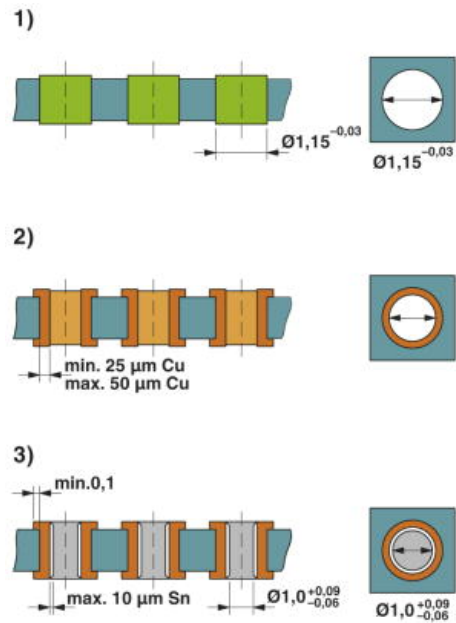 1)
Ø1,15 −0,03
Ø1,15 −0,03
2)
min. 25 µm Cu
max. 50 µm Cu
3)
min.0,1
max. 10 µm Sn
Ø1,0 +0,09 −0,06
Ø1,0 +0,09 −0,06